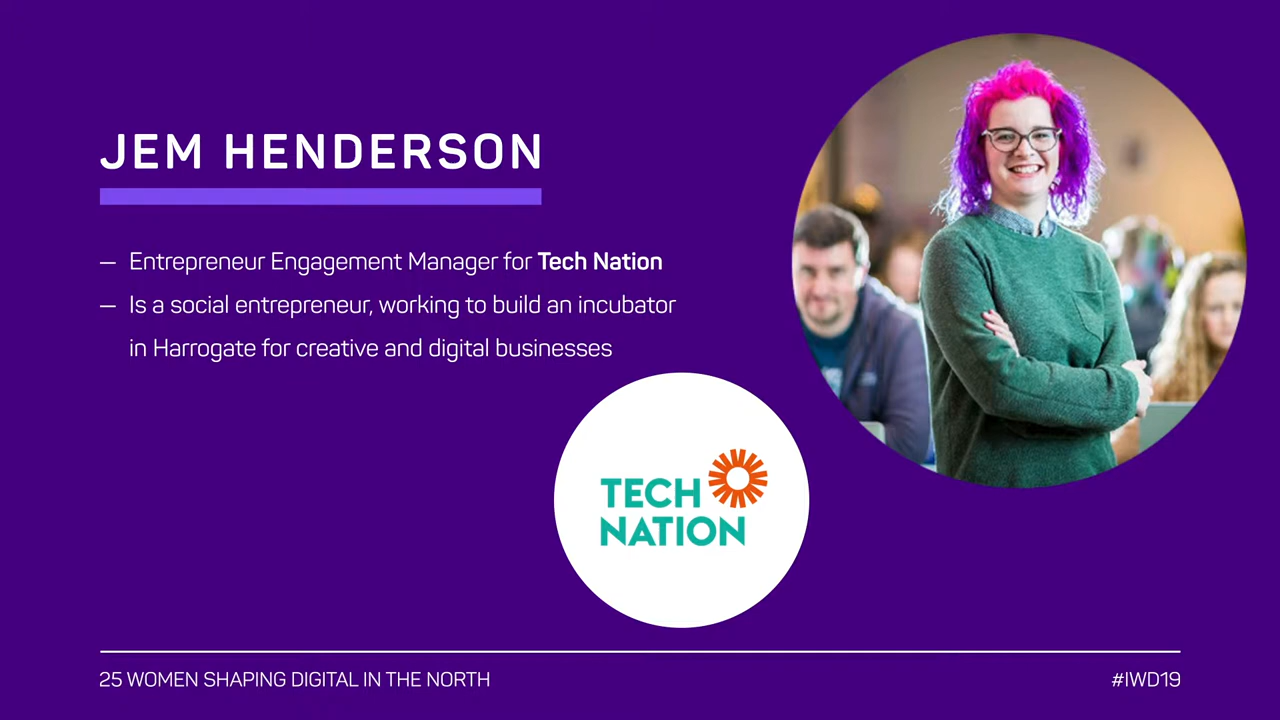 JEM HENDERSON
— Entrepreneur Engagement Manager for Tech Nation
— Is a social entrepreneur, working to build an incubator
in Harrogate for creative and digital businesses
TECH
NATION
25 WOMEN SHAPING DIGITAL IN THE NORTH
#IWD19